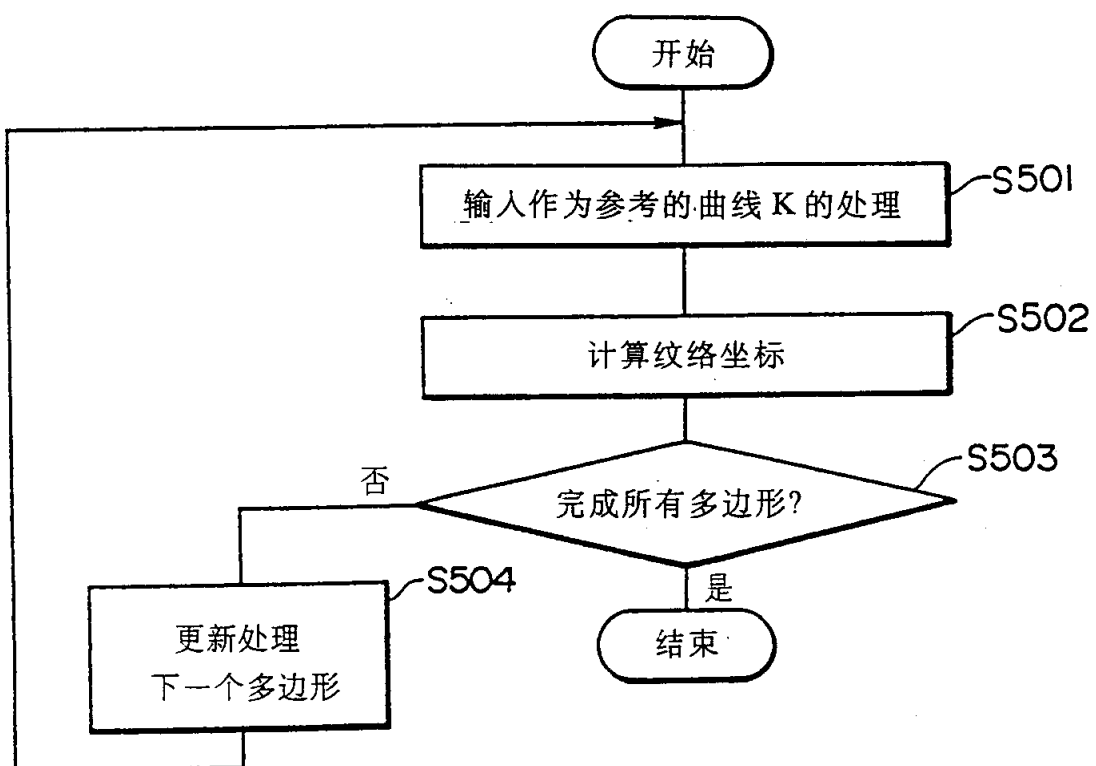 开始
输入作为参考的曲线 K 的处理
S501
计算纹络坐标
S502
完成所有多边形?
S503
否
是
更新处理
下一个多边形
S504
结束